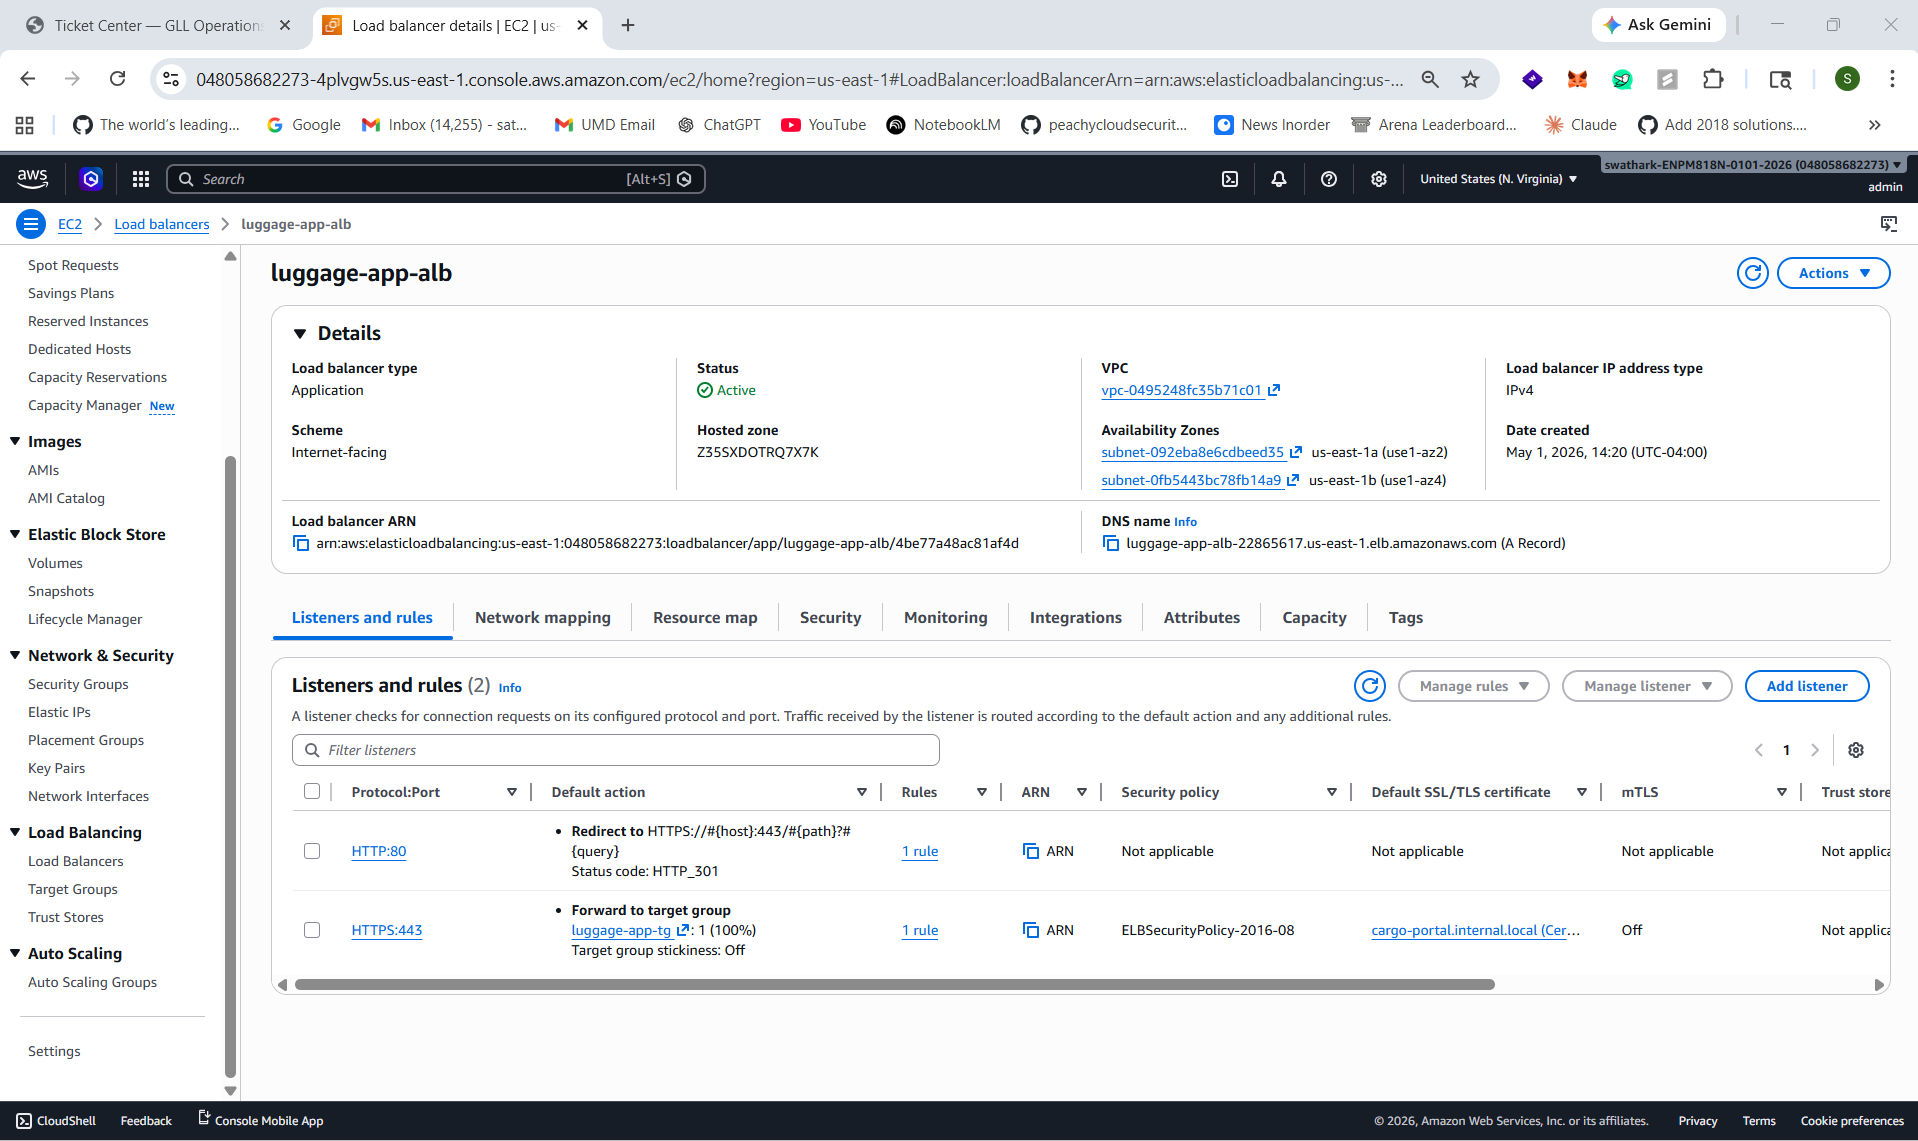 Ticket Center — GLL Operation
Load balancer details | EC2 | us-
Ask Gemini
048058682273-4plvgw5s.us-east-1.console.aws.amazon.com/ec2/home?region=us-east-1#LoadBalancer:loadBalancerArn=arn:aws:elasticloadbalancing:us-...
S
The world's leading...
Google
Inbox (14,255) - sat...
UMD Email
ChatGPT
YouTube
NotebookLM
peachycloudsecurit...
News Inorder
Arena Leaderboard...
Claude
Add 2018 solutions....
aws
Search
[Alt+S]
United States (N. Virginia)
swathark-ENPM818N-0101-2026 (048058682273)
admin
EC2
Load balancers
luggage-app-alb
Spot Requests
Savings Plans
Reserved Instances
Dedicated Hosts
Capacity Reservations
Capacity Manager New
Images
AMIs
AMI Catalog
Elastic Block Store
Volumes
Snapshots
Lifecycle Manager
Network & Security
Security Groups
Elastic IPs
Placement Groups
Key Pairs
Network Interfaces
Load Balancing
Load Balancers
Target Groups
Trust Stores
Auto Scaling
Auto Scaling Groups
Settings
luggage-app-alb
Actions
Details
Load balancer type
Application
Status
Active
VPC
vpc-0495248fc35b71c01
Load balancer IP address type
IPv4
Scheme
Internet-facing
Hosted zone
Z35SXDOTRQ7X7K
Availability Zones
subnet-092eba8e6cdbeed35 us-east-1a (use1-az2)
subnet-0fb5443bc78fb14a9 us-east-1b (use1-az4)
Date created
May 1, 2026, 14:20 (UTC-04:00)
Load balancer ARN
arn:aws:elasticloadbalancing:us-east-1:048058682273:loadbalancer/app/luggage-app-alb/4be77a48ac81af4d
DNS name Info
luggage-app-alb-22865617.us-east-1.elb.amazonaws.com (A Record)
Listeners and rules
Network mapping
Resource map
Security
Monitoring
Integrations
Attributes
Capacity
Tags
Listeners and rules (2) Info
Manage rules
Manage listener
Add listener
A listener checks for connection requests on its configured protocol and port. Traffic received by the listener is routed according to the default action and any additional rules.
Filter listeners
1
Protocol:Port
Default action
Rules
ARN
Security policy
Default SSL/TLS certificate
mTLS
Trust store
HTTP:80
• Redirect to HTTPS://#{host}:443/#{path}?#
{query}
Status code: HTTP_301
1 rule
ARN
Not applicable
Not applicable
Not applicable
Not applica
HTTPS:443
• Forward to target group
luggage-app-tg : 1 (100%)
Target group stickiness: Off
1 rule
ARN
ELBSecurityPolicy-2016-08
cargo-portal.internal.local (Cer...
Off
Not applica
CloudShell
Feedback
Console Mobile App
© 2026, Amazon Web Services, Inc. or its affiliates.
Privacy
Terms
Cookie preferences